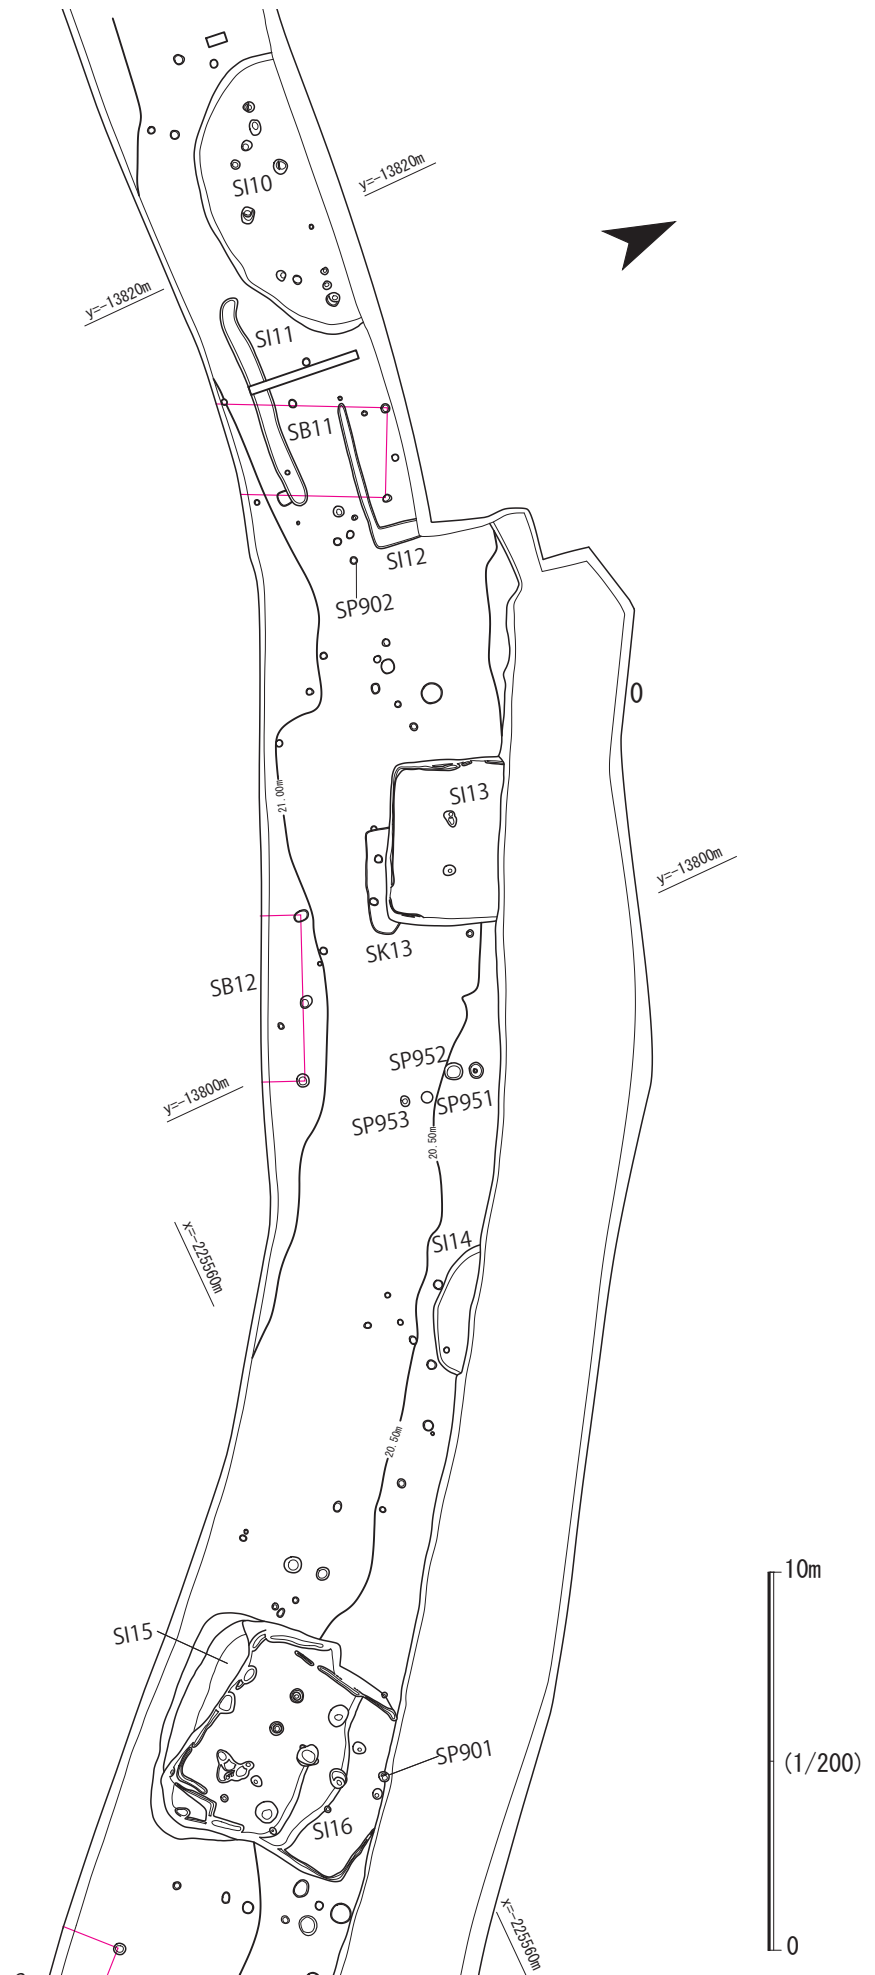 y=-13820m
SI10
y=-13820m
SI11
SB11
SI12
SP902
0
21.00m
SI13
y=-13800m
SK13
SB12
SP952
SP951
y=-13800m
SP953
20.50m
x=-225560m
SI14
20.50m
10m
SI15
SP901
(1/200)
SI16
x=-225560m
0